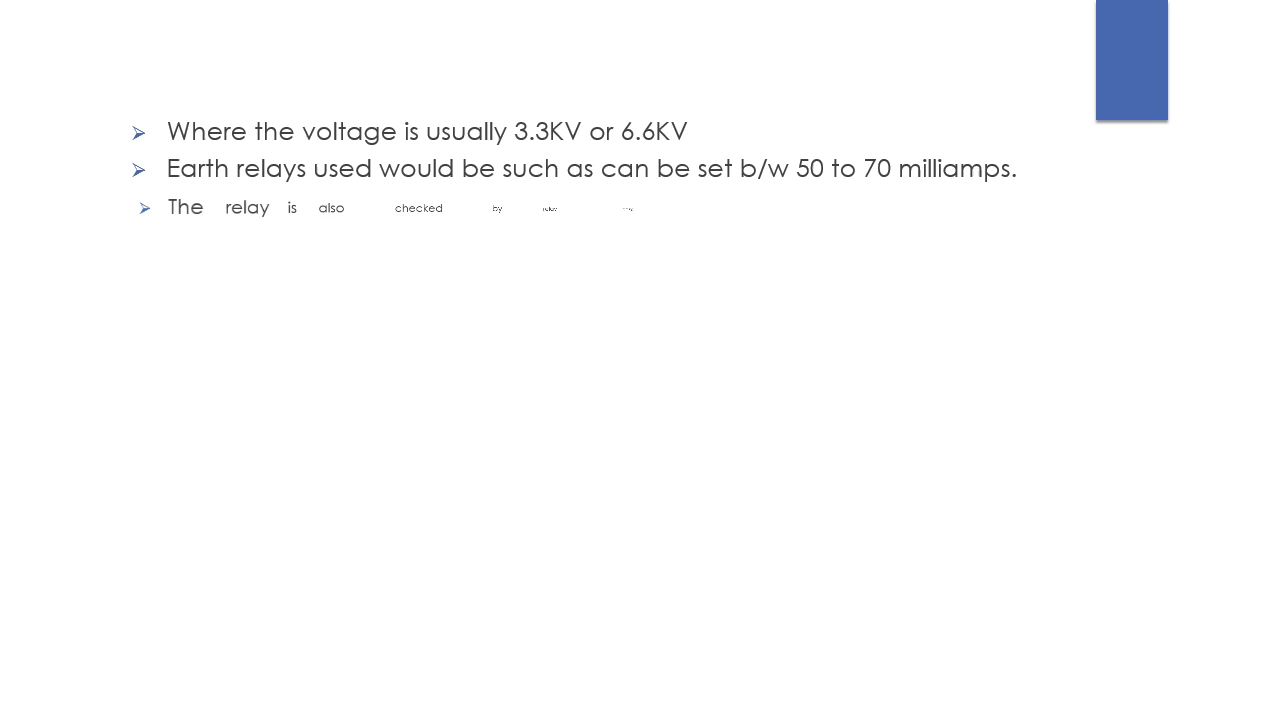 Where the voltage is usually 3.3KV or 6.6KV
Earth relays used would be such as can be set b/w 50 to 70 milliamps.
The relay is also checked by relay